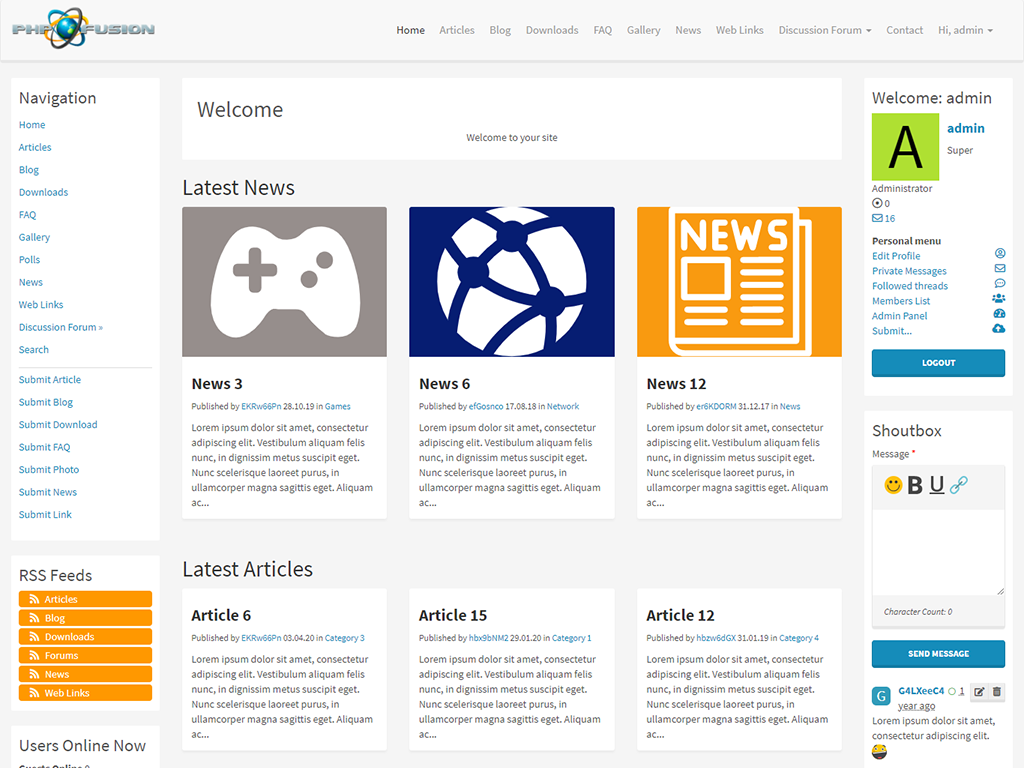 PHP FUSION
Home Articles Blog Downloads FAQ Gallery News Web Links Discussion Forum Contact Hi, admin
Navigation
Home
Articles
Blog
Downloads
FAQ
Gallery
Polls
News
Web Links
Discussion Forum »
Search
Submit Article
Submit Blog
Submit Download
Submit FAQ
Submit Photo
Submit News
Submit Link
RSS Feeds
Articles
Blog
Downloads
Forums
News
Web Links
Users Online Now
Welcome
Welcome to your site
Latest News
News 3
Published by EKRw66Pn 28.10.19 in Games
Lorem ipsum dolor sit amet, consectetur
adipiscing elit. Vestibulum aliquam felis
nunc, in dignissim metus suscipit eget.
Nunc scelerisque laoreet purus, in
ullamcorper magna sagittis eget. Aliquam
ac...
News 6
Published by efGosnco 17.08.18 in Network
Lorem ipsum dolor sit amet, consectetur
adipiscing elit. Vestibulum aliquam felis
nunc, in dignissim metus suscipit eget.
Nunc scelerisque laoreet purus, in
ullamcorper magna sagittis eget. Aliquam
ac...
NEWS
News 12
Published by er6KDORM 31.12.17 in News
Lorem ipsum dolor sit amet, consectetur
adipiscing elit. Vestibulum aliquam felis
nunc, in dignissim metus suscipit eget.
Nunc scelerisque laoreet purus, in
ullamcorper magna sagittis eget. Aliquam
ac...
Latest Articles
Article 6
Published by EKRw66Pn 03.04.20 in Category 3
Lorem ipsum dolor sit amet, consectetur
adipiscing elit. Vestibulum aliquam felis
nunc, in dignissim metus suscipit eget.
Nunc scelerisque laoreet purus, in
ullamcorper magna sagittis eget. Aliquam
ac...
Article 15
Published by hbx9bNM2 29.01.20 in Category 1
Lorem ipsum dolor sit amet, consectetur
adipiscing elit. Vestibulum aliquam felis
nunc, in dignissim metus suscipit eget.
Nunc scelerisque laoreet purus, in
ullamcorper magna sagittis eget. Aliquam
ac...
Article 12
Published by hbzw6dGX 31.01.19 in Category 4
Lorem ipsum dolor sit amet, consectetur
adipiscing elit. Vestibulum aliquam felis
nunc, in dignissim metus suscipit eget.
Nunc scelerisque laoreet purus, in
ullamcorper magna sagittis eget. Aliquam
ac...
Welcome: admin
A
admin
Super
Administrator
0
16
Personal menu
Edit Profile
Private Messages
Followed threads
Members List
Admin Panel
Submit...
LOGOUT
Shoutbox
Message *
B U
Character Count: 0
SEND MESSAGE
G
G4LXeeC4 1
year ago
Lorem ipsum dolor sit amet,
consectetur adipiscing elit.